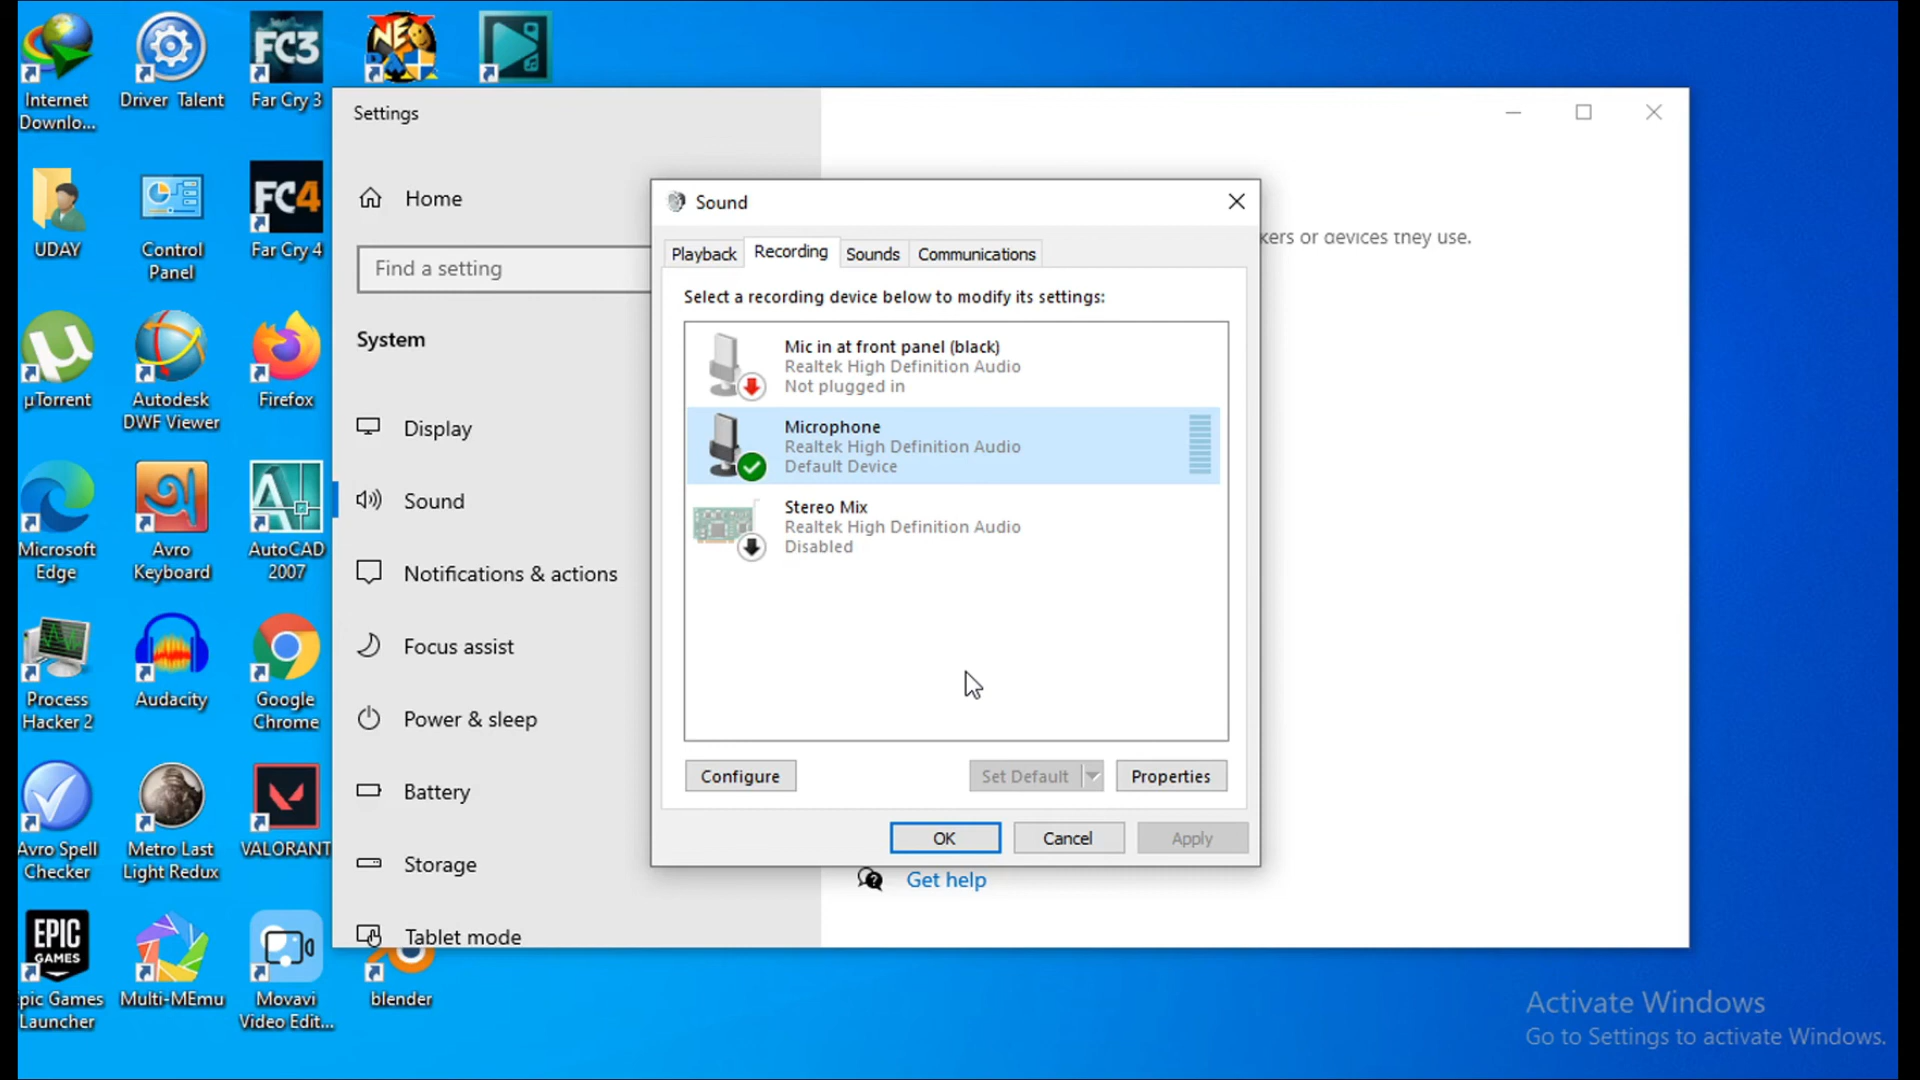 Internet
Downlo...
Driver Talent
FC3
Far Cry 3
NEO
UDAY
Control
Panel
FC4
Far Cry 4
µTorrent
Autodesk
DWF Viewer
Firefox
Microsoft
Edge
Avro
Keyboard
AutoCAD
2007
Process
Hacker 2
Audacity
Google
Chrome
Avro Spell
Checker
Metro Last
Light Redux
VALORANT
EPIC
GAMES
pic Games
Launcher
Multi-MEmu
Movavi
Video Edit...
blender
Settings
Home
Find a setting
System
Display
Sound
Notifications & actions
Focus assist
Power & sleep
Battery
Storage
Tablet mode
kers or devices they use.
Get help
Sound
Playback
Recording
Sounds
Communications
Select a recording device below to modify its settings:
Mic in at front panel (black)
Realtek High Definition Audio
Not plugged in
Microphone
Realtek High Definition Audio
Default Device
Stereo Mix
Realtek High Definition Audio
Disabled
Configure
Set Default
Properties
OK
Cancel
Apply
Activate Windows
Go to Settings to activate Windows.